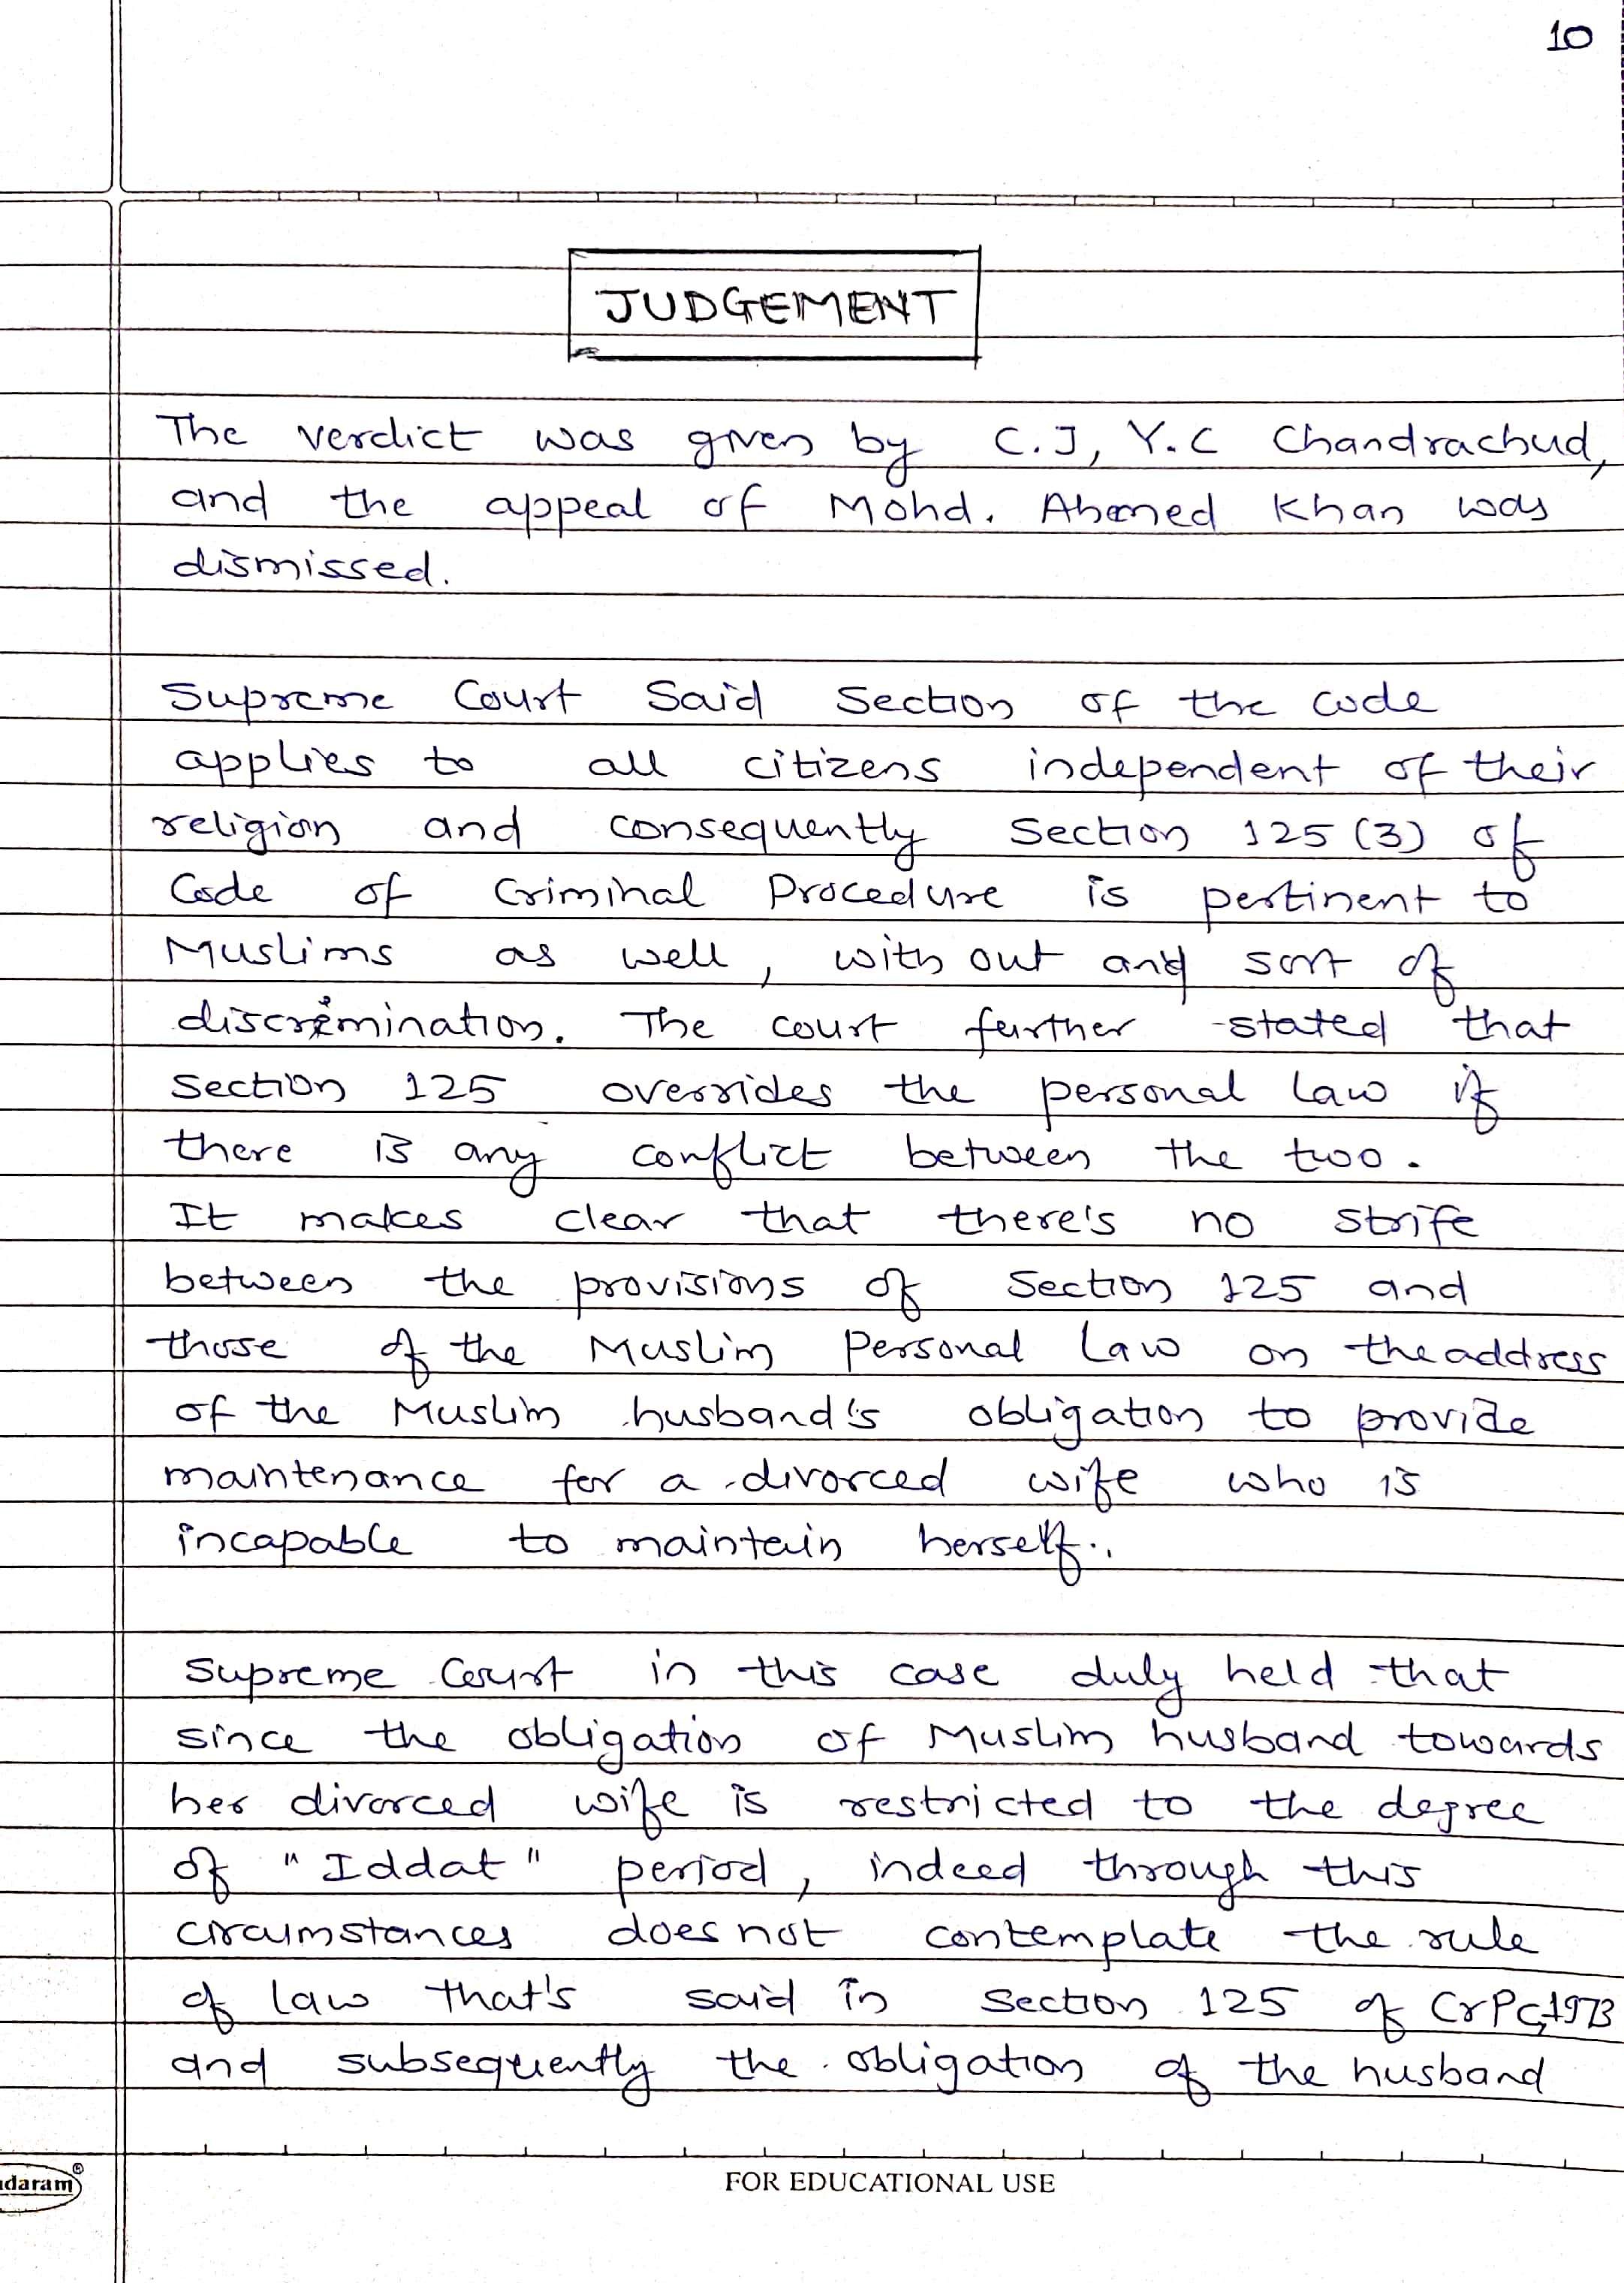 10
JUDGEMENT
The verdict was given by C.J, Y.C Chandrachud,
and the appeal of Mohd. Ahemed Khan was
dismissed.
Supreme Court Said Section of the code
applies to all citizens independent of their
religion and consequently Section 125 (3) of
Code of Criminal Procedure is pertinent to
Muslims as well, with out any sort of
discrimination. The court further stated that
Section 125 overrides the personal law if
there is any conflict between the two.
It makes clear that there's no strife
between the provisions of Section 125 and
those of the Muslim Personal Law on the address
of the Muslim husband's obligation to provide
maintenance for a divorced wife who is
incapable to maintain herself.
Supreme Court in this case duly held that
since the obligation of Muslim husband towards
her divorced wife is restricted to the degree
of "Iddat" period, indeed through this
circumstances does not contemplate the rule
of law that's said in Section 125 of CrPC,1973
and subsequently the obligation of the husband
daram®
FOR EDUCATIONAL USE